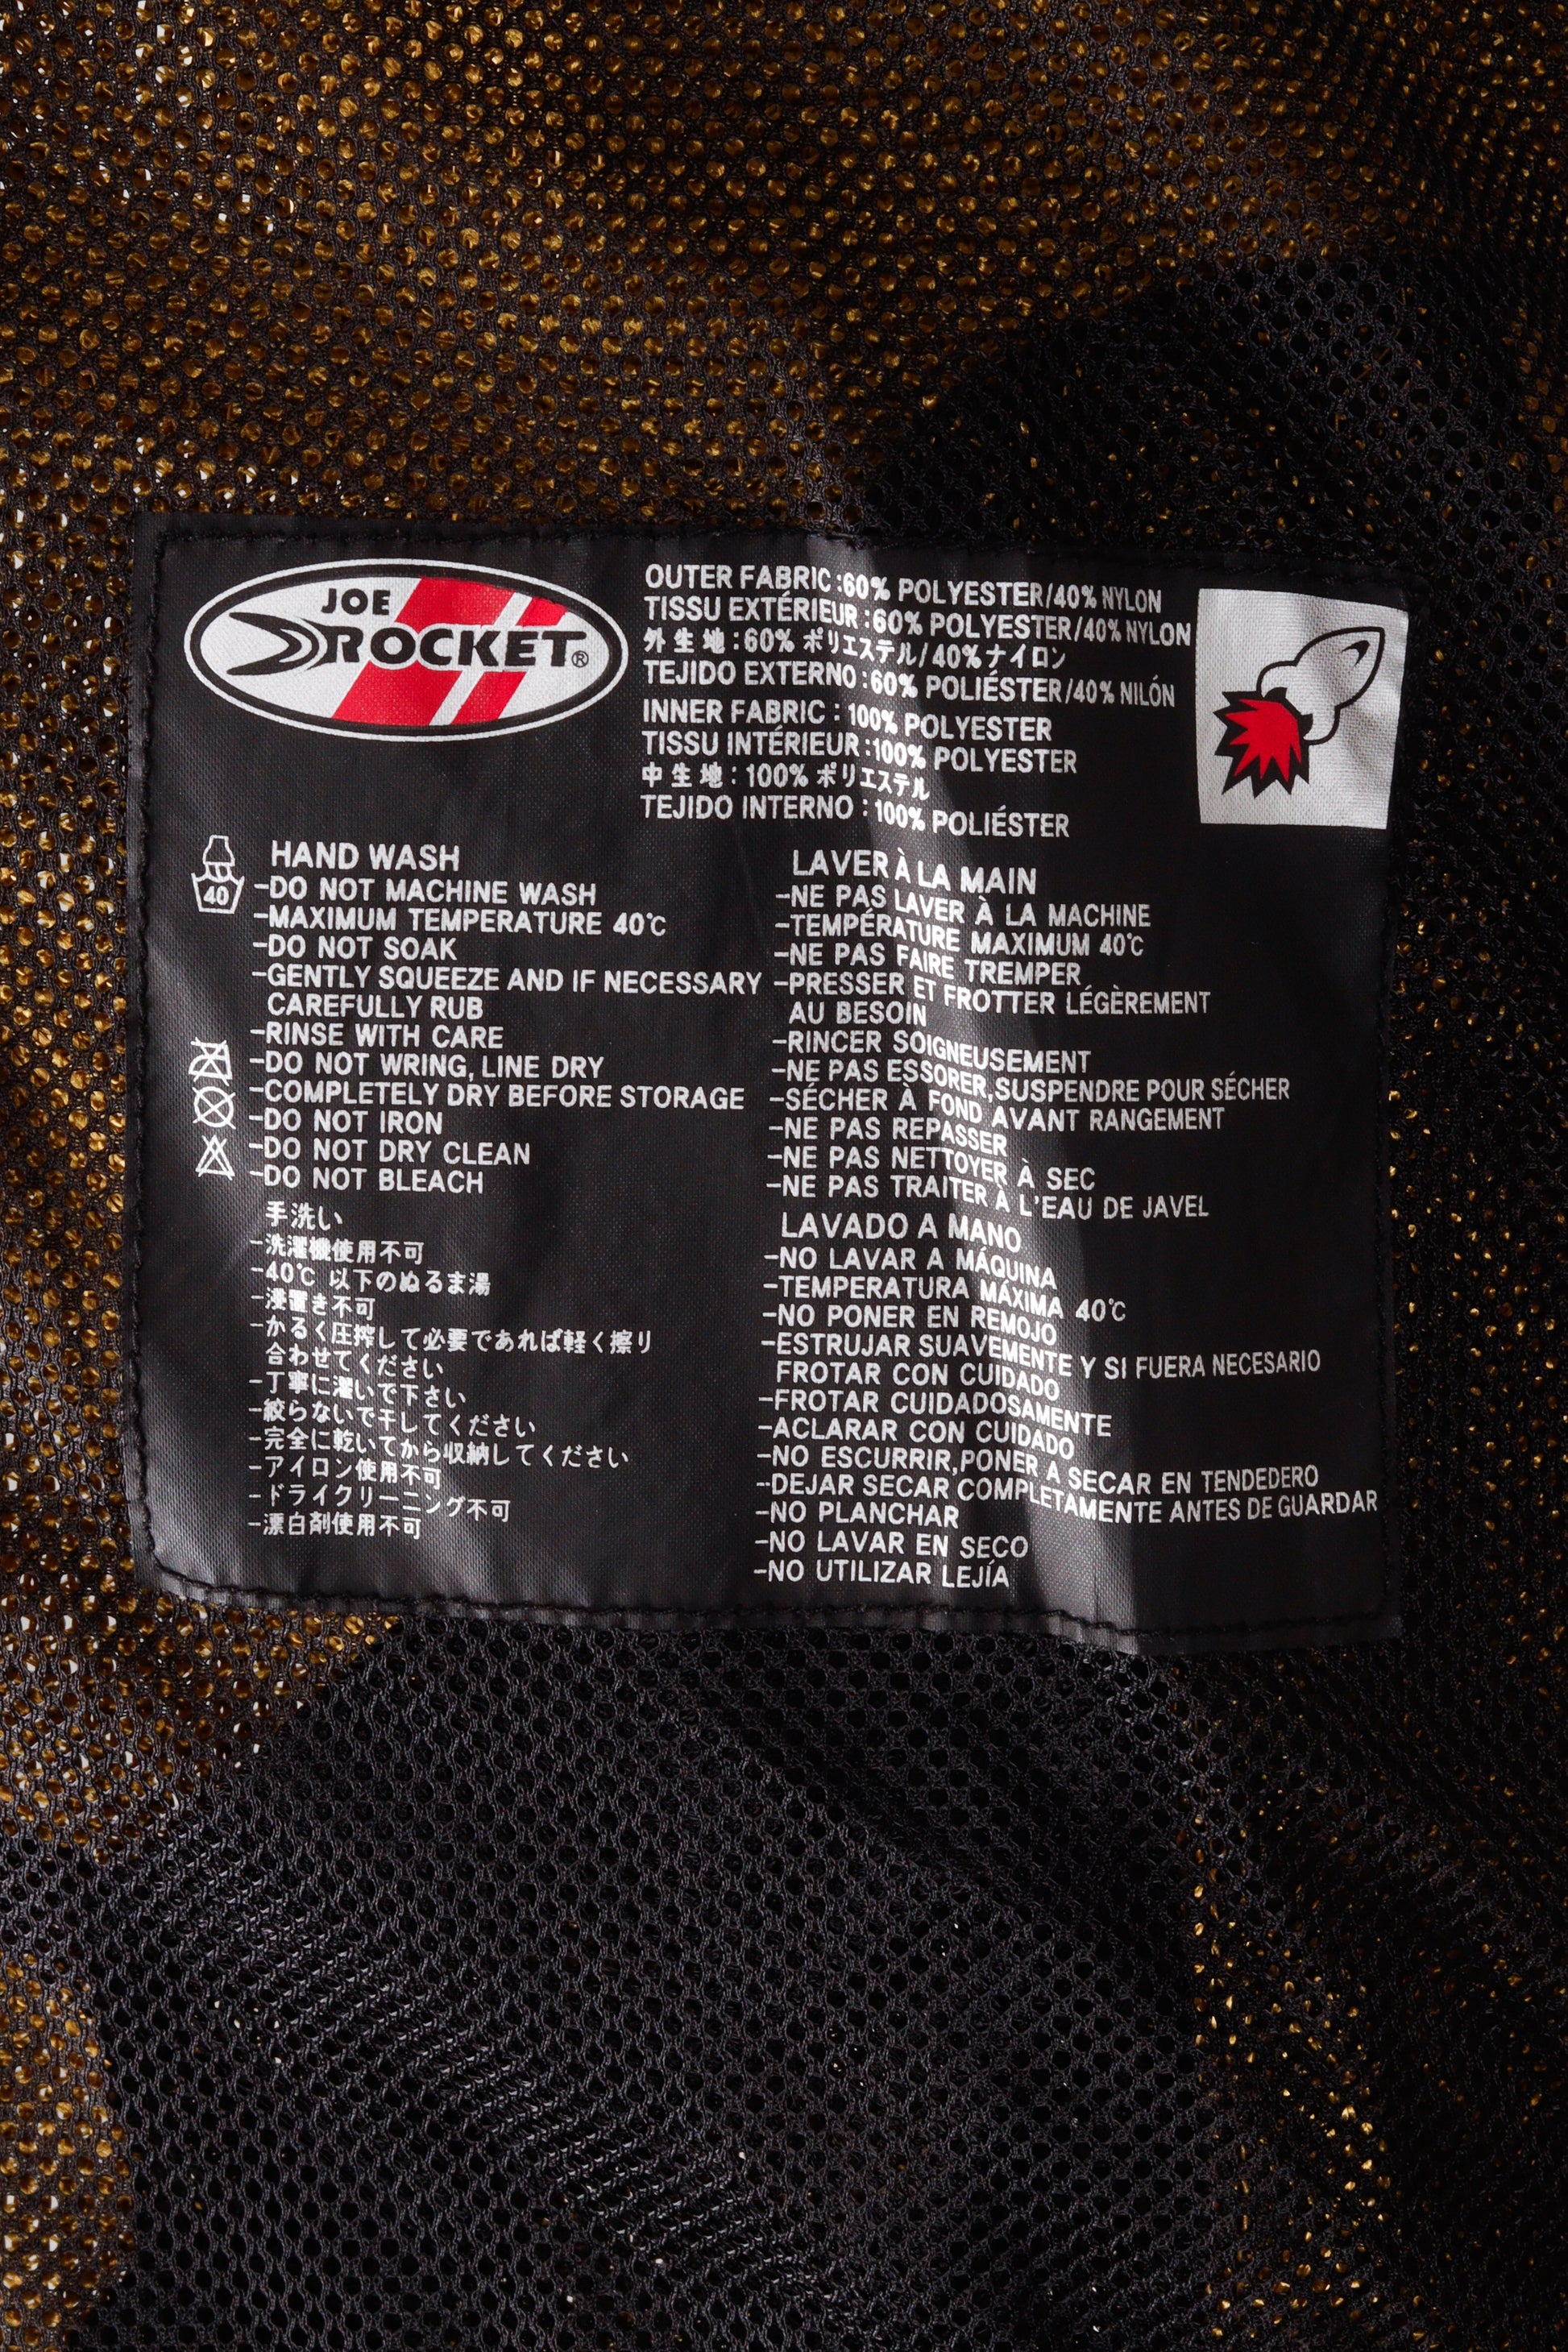 JOE
ROCKET®
OUTER FABRIC:60% POLYESTER/40% NYLON
TISSU EXTÉRIEUR:60% POLYESTER/40% NYLON
外生地:60% ポリエステル/40%ナイロン
TEJIDO EXTERNO:60% POLIÉSTER/40% NILÓN
INNER FABRIC:100% POLYESTER
TISSU INTÉRIEUR:100% POLYESTER
中生地:100% ポリエステル
TEJIDO INTERNO:100% POLIÉSTER
40
HAND WASH
-DO NOT MACHINE WASH
-MAXIMUM TEMPERATURE 40℃
-DO NOT SOAK
-GENTLY SQUEEZE AND IF NECESSARY
CAREFULLY RUB
-RINSE WITH CARE
-DO NOT WRING, LINE DRY
-COMPLETELY DRY BEFORE STORAGE
-DO NOT IRON
-DO NOT DRY CLEAN
-DO NOT BLEACH
手洗い
-洗濯機使用不可
-40℃ 以下のぬるま湯
-浸置き不可
-かるく圧搾して必要であれば軽く擦り
合わせてください
-丁寧に濯いで下さい
-絞らないで干してください
-完全に乾いてから収納してください
-アイロン使用不可
-ドライクリーニング不可
-漂白剤使用不可
LAVER À LA MAIN
-NE PAS LAVER À LA MACHINE
-TEMPÉRATURE MAXIMUM 40℃
-NE PAS FAIRE TREMPER
-PRESSER ET FROTTER LÉGÈREMENT
AU BESOIN
-RINCER SOIGNEUSEMENT
-NE PAS ESSORER,SUSPENDRE POUR SÉCHER
-SÉCHER À FOND AVANT RANGEMENT
-NE PAS REPASSER
-NE PAS NETTOYER À SEC
-NE PAS TRAITER À L'EAU DE JAVEL
LAVADO A MANO
-NO LAVAR A MÁQUINA
-TEMPERATURA MÁXIMA 40℃
-NO PONER EN REMOJO
-ESTRUJAR SUAVEMENTE Y SI FUERA NECESARIO
FROTAR CON CUIDADO
-FROTAR CUIDADOSAMENTE
-ACLARAR CON CUIDADO
-NO ESCURRIR,PONER A SECAR EN TENDEDERO
-DEJAR SECAR COMPLETAMENTE ANTES DE GUARDAR
-NO PLANCHAR
-NO LAVAR EN SECO
-NO UTILIZAR LEJÍA